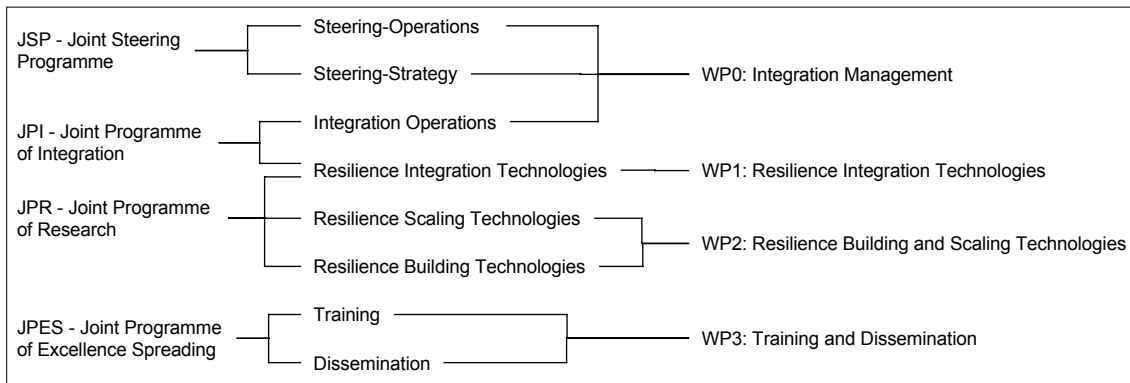 JSP - Joint Steering
Programme
Steering-Operations
Steering-Strategy
WP0: Integration Management
JPI - Joint Programme
of Integration
Integration Operations
Resilience Integration Technologies
WP1: Resilience Integration Technologies
JPR - Joint Programme
of Research
Resilience Scaling Technologies
Resilience Building Technologies
WP2: Resilience Building and Scaling Technologies
JPES - Joint Programme
of Excellence Spreading
Training
Dissemination
WP3: Training and Dissemination